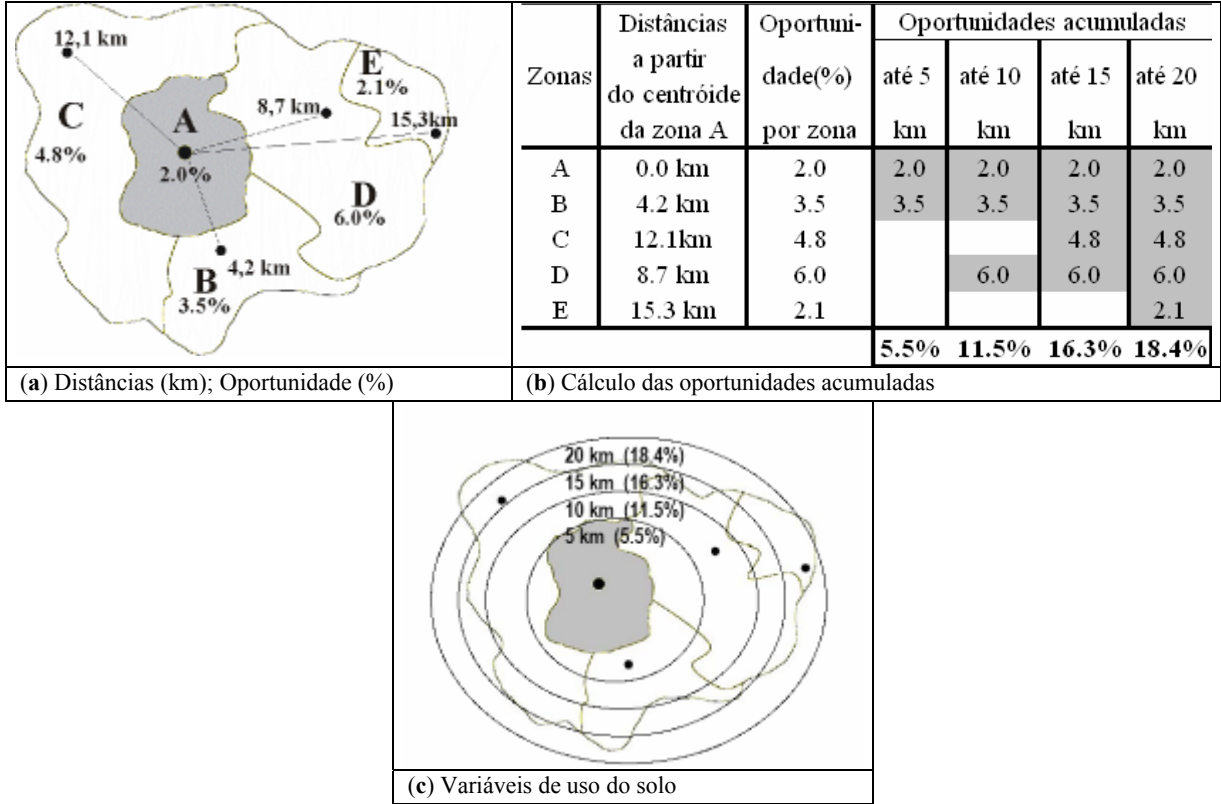 12,1 km
E
2.1%
C
A
8,7 km
15,3km
4.8%
2.0%
D
6.0%
4,2 km
B
3.5%
(a) Distâncias (km); Oportunidade (%)
Zonas
Distâncias
a partir
do centróide
da zona A
Oportuni-
dade(%)
por zona
Oportunidades acumuladas
até 5 km
até 10 km
até 15 km
até 20 km
A 0.0 km 2.0 2.0 2.0 2.0 2.0
B 4.2 km 3.5 3.5 3.5 3.5 3.5
C 12.1km 4.8 4.8 4.8
D 8.7 km 6.0 6.0 6.0 6.0
E 15.3 km 2.1 2.1
5.5% 11.5% 16.3% 18.4%
(b) Cálculo das oportunidades acumuladas
20 km (18.4%)
15 km (16.3%)
10 km (11.5%)
5 km (5.5%)
(c) Variáveis de uso do solo